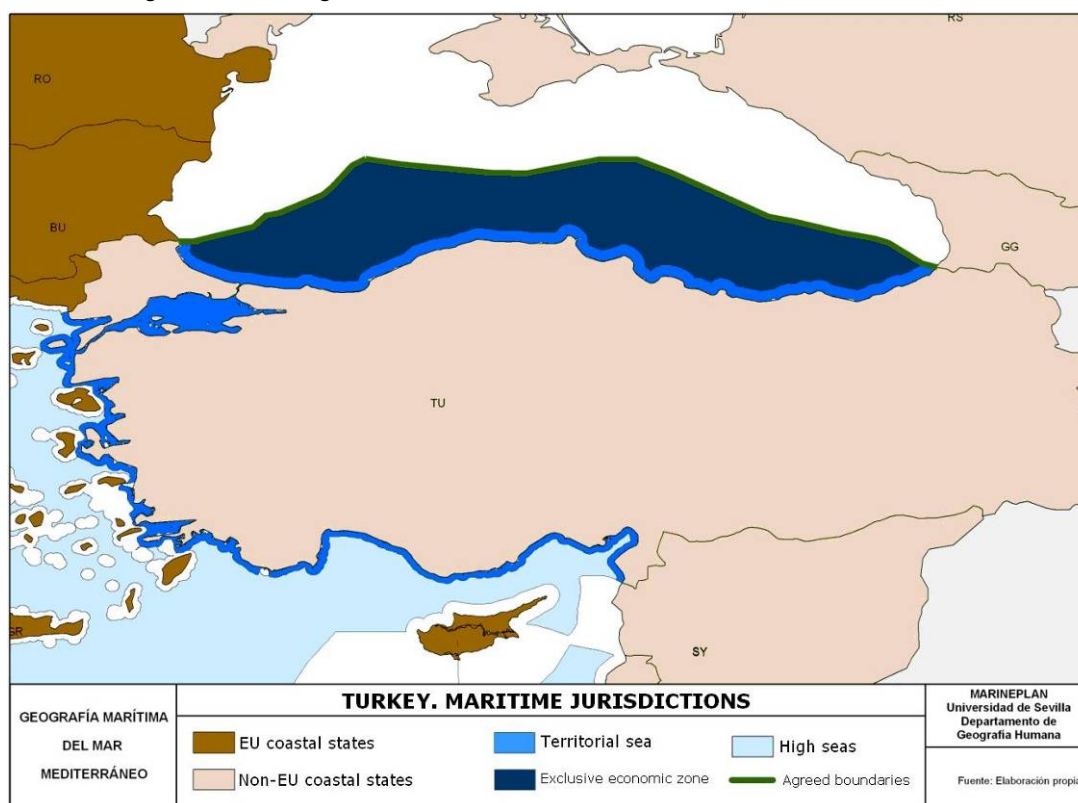 RS
RO
BU
GG
TU
GR
SY
GEOGRAFÍA MARÍTIMA
DEL MAR
MEDITERRÁNEO
TURKEY. MARITIME JURISDICTIONS
EU coastal states
Territorial sea
High seas
Non-EU coastal states
Exclusive economic zone
Agreed boundaries
MARINEPLAN
Universidad de Sevilla
Departamento de
Geografía Humana
Fuente: Elaboración propia